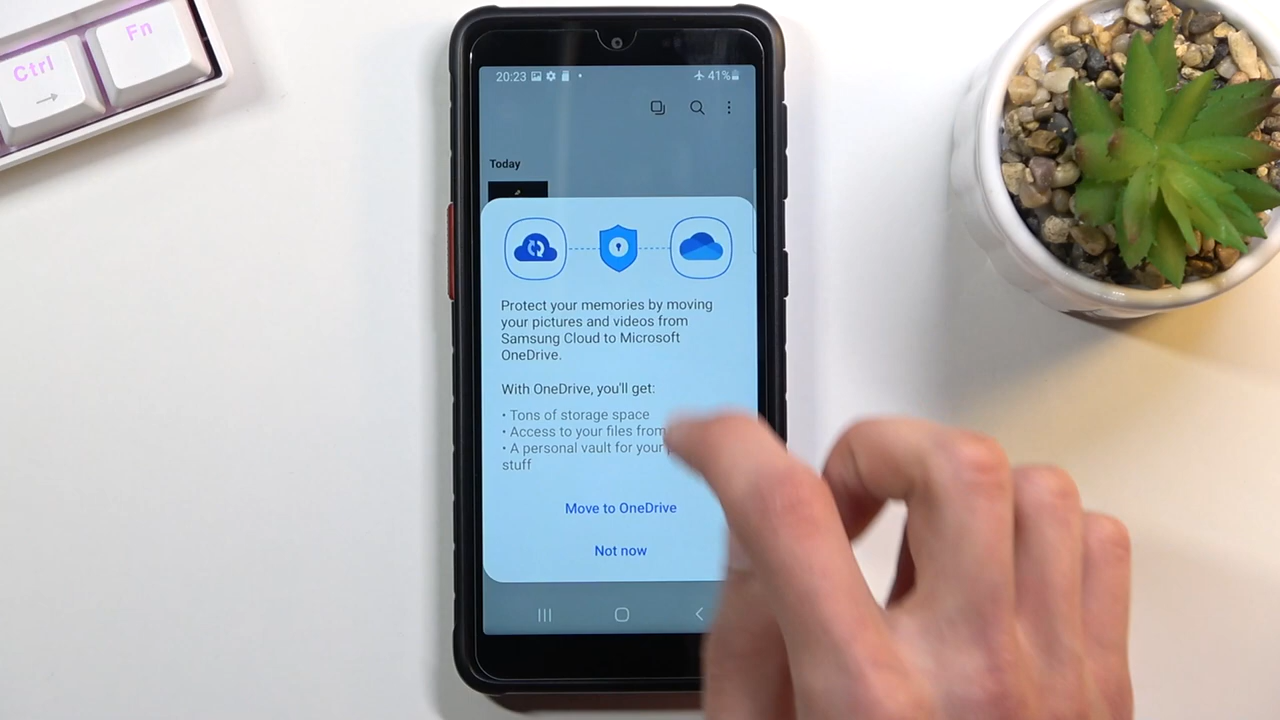 Fn
Ctrl
20:23
41%
Today
Protect your memories by moving
your pictures and videos from
Samsung Cloud to Microsoft
OneDrive.
With OneDrive, you'll get:
• Tons of storage space
• Access to your files from
• A personal vault for your
stuff
Move to OneDrive
Not now